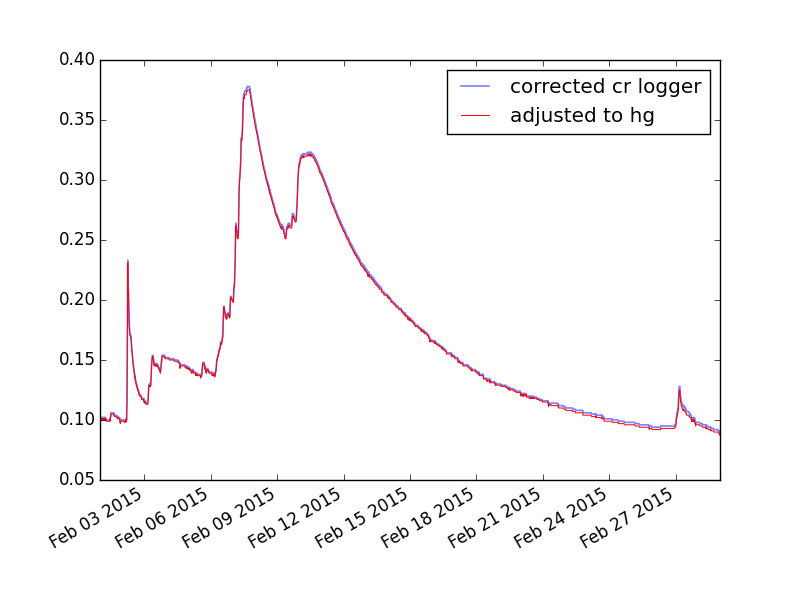 0.40
0.35
0.30
0.25
0.20
0.15
0.10
0.05
corrected cr logger
adjusted to hg
Feb 03 2015
Feb 06 2015
Feb 09 2015
Feb 12 2015
Feb 15 2015
Feb 18 2015
Feb 21 2015
Feb 24 2015
Feb 27 2015